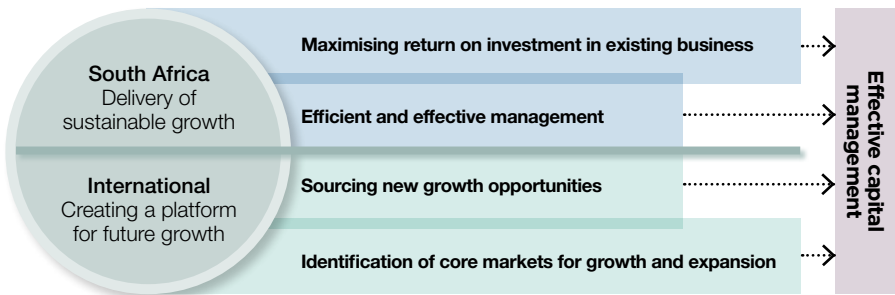 South Africa
Delivery of
sustainable growth
International
Creating a platform
for future growth
Maximising return on investment in existing business
Efficient and effective management
Sourcing new growth opportunities
Identification of core markets for growth and expansion
Effective capital
management